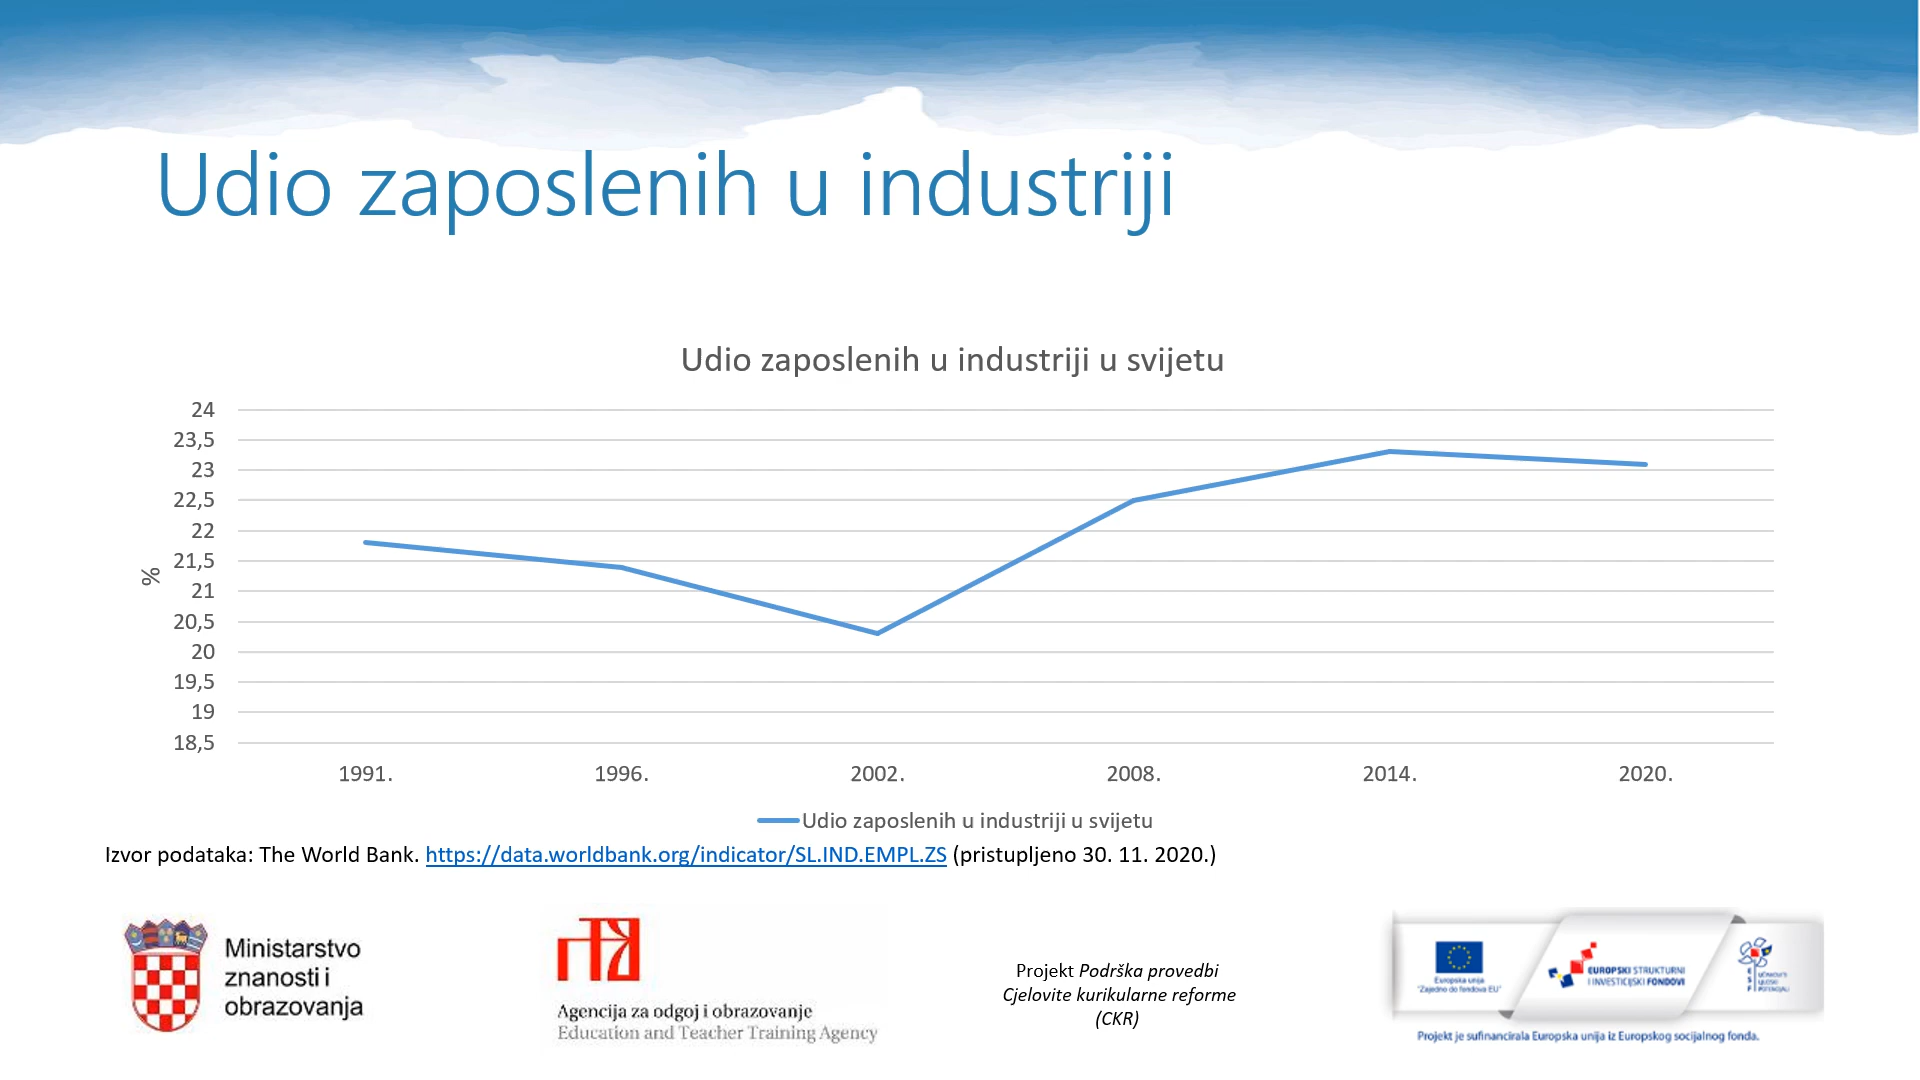 Udio zaposlenih u industriji
Udio zaposlenih u industriji u svijetu
24
23,5
23
22,5
22
21,5
21
20,5
20
19,5
19
18,5
%
1991.
1996.
2002.
2008.
2014.
2020.
Udio zaposlenih u industriji u svijetu
Izvor podataka: The World Bank. https://data.worldbank.org/indicator/SL.IND.EMPL.ZS (pristupljeno 30. 11. 2020.)
Ministarstvo
znanosti i
obrazovanja
Agencija za odgoj i obrazovanje
Education and Teacher Training Agency
Projekt Podrška provedbi
Cjelovite kurikularne reforme
(CKR)
Europska unija
"Zajedno do fondova EU"
EUROPSKI STRUKTURNI
I INVESTICIJSKI FONDOVI
Projekt je sufinancirala Europska unija iz Europskog socijalnog fonda.